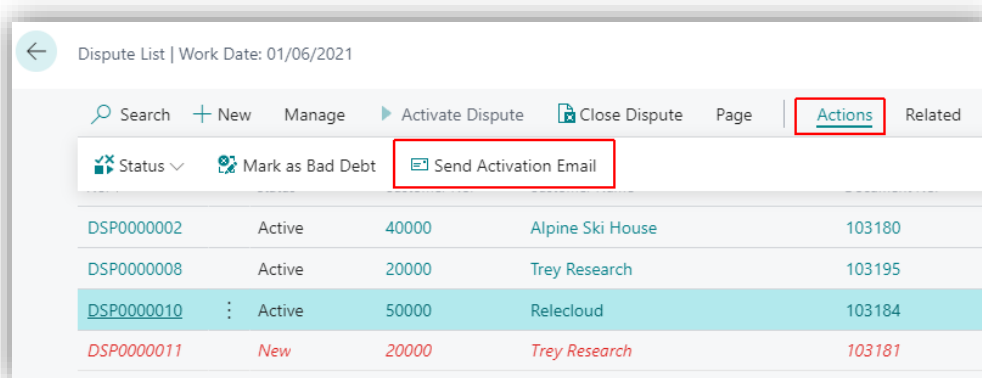 Dispute List | Work Date: 01/06/2021
Search + New Manage Activate Dispute Close Dispute Page Actions Related
Status Mark as Bad Debt Send Activation Email
DSP0000002 Active 40000 Alpine Ski House 103180
DSP0000008 Active 20000 Trey Research 103195
DSP0000010 Active 50000 Relecloud 103184
DSP0000011 New 20000 Trey Research 103181